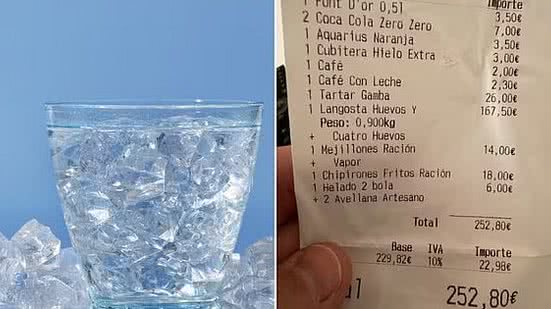 Importe
1 Font D'or 0,5l 3,50€
2 Coca Cola Zero Zero 7,00€
1 Aquarius Naranja 3,50€
1 Cubitera Hielo Extra 3,00€
1 Café 2,00€
1 Café Con Leche 2,30€
1 Tartar Gamba 26,00€
1 Langosta Huevos Y 167,50€
Peso: 0,900kg
+ Cuatro Huevos
1 Mejillones Ración 14,00€
+ Vapor
1 Chipirones Fritos Ración 18,00€
1 Helado 2 bola 6,00€
+ 2 Avellana Artesano
Total 252,80€
Base IVA Importe
229,82€ 10% 22,98€
252,80€